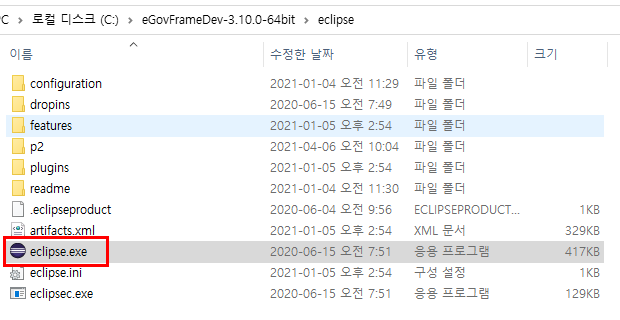 PC > 로컬 디스크 (C:) > eGovFrameDev-3.10.0-64bit > eclipse
이름 수정한 날짜 유형 크기
configuration 2021-01-04 오전 11:29 파일 폴더
dropins 2020-06-15 오전 7:49 파일 폴더
features 2021-01-05 오후 2:54 파일 폴더
p2 2021-04-06 오전 10:04 파일 폴더
plugins 2021-01-05 오후 2:54 파일 폴더
readme 2021-01-04 오전 11:30 파일 폴더
.eclipseproduct 2020-06-04 오전 9:56 ECLIPSEPRODUCT... 1KB
artifacts.xml 2021-01-05 오후 2:54 XML 문서 329KB
eclipse.exe 2020-06-15 오전 7:51 응용 프로그램 417KB
eclipse.ini 2021-01-05 오후 2:54 구성 설정 1KB
eclipsec.exe 2020-06-15 오전 7:51 응용 프로그램 129KB